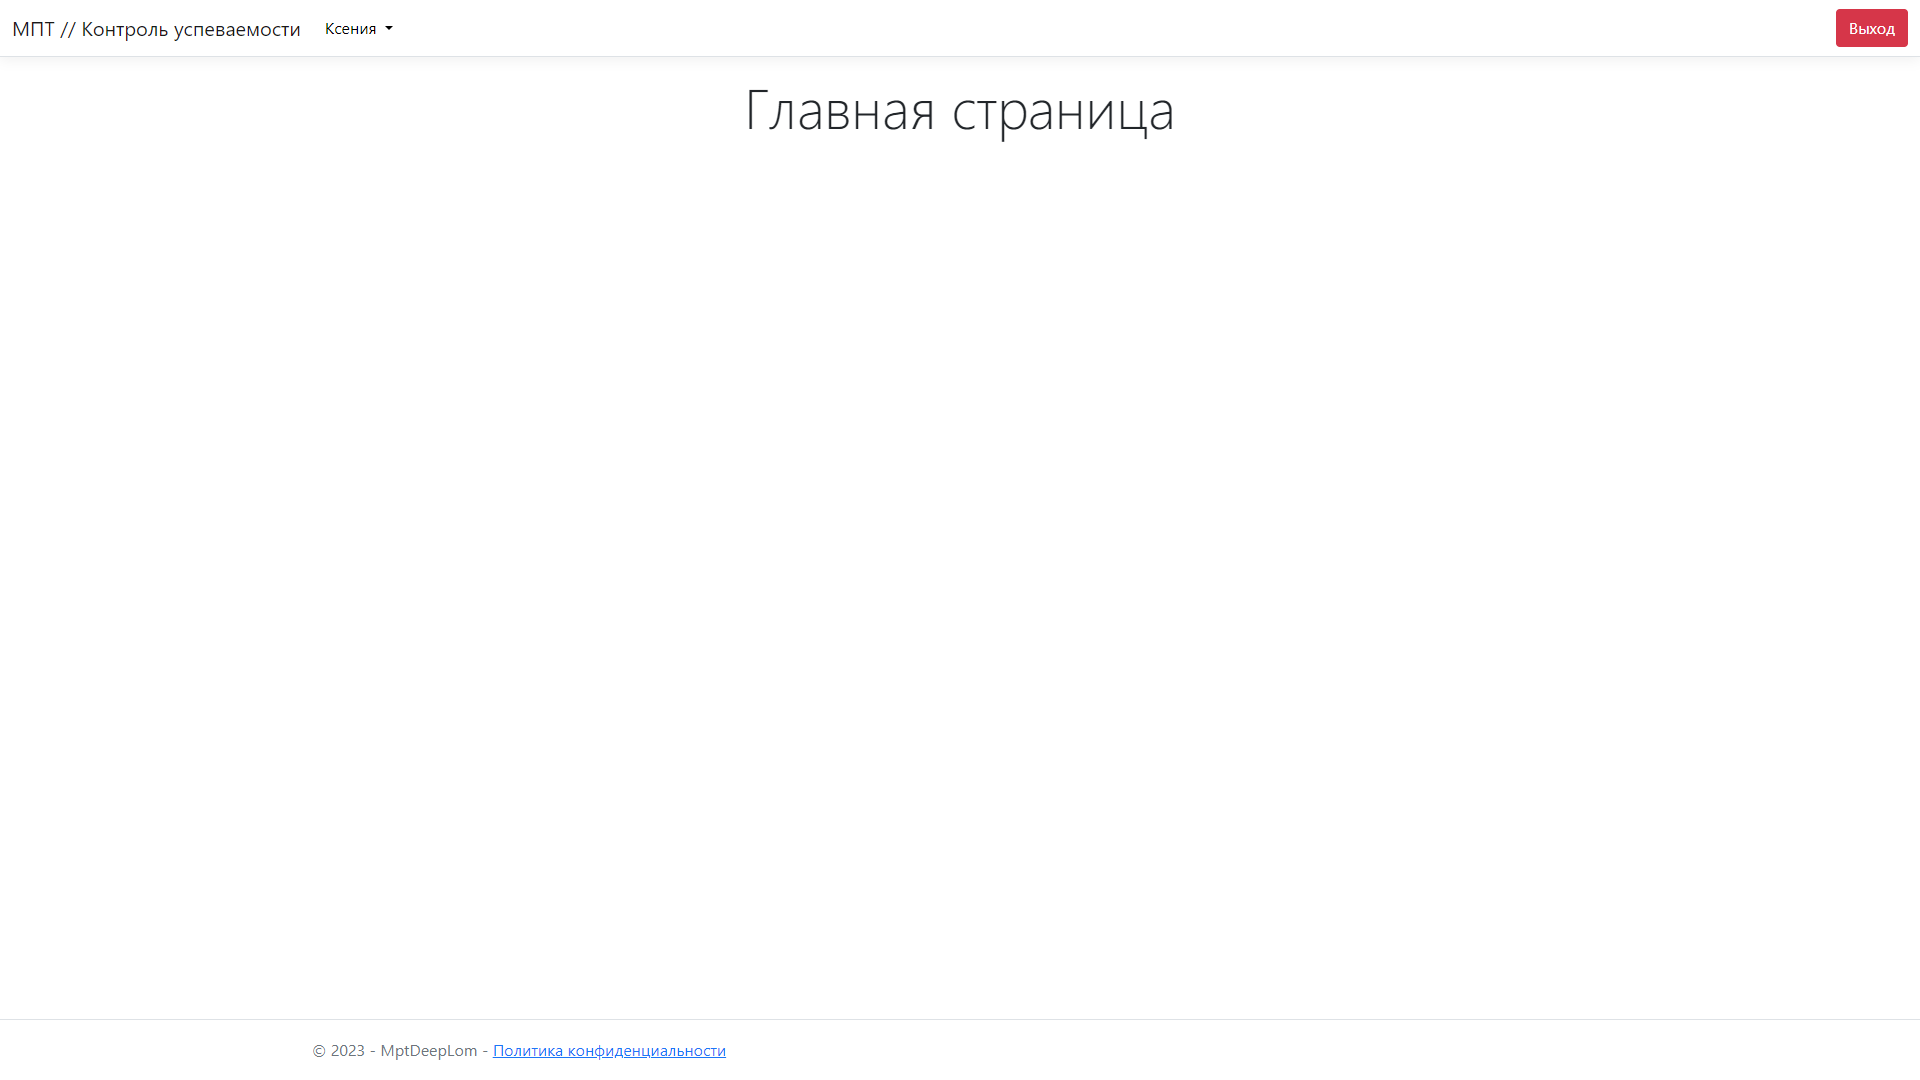 МПТ // Контроль успеваемости
Ксения
Выход
Главная страница
© 2023 - MptDeepLom - Политика конфиденциальности